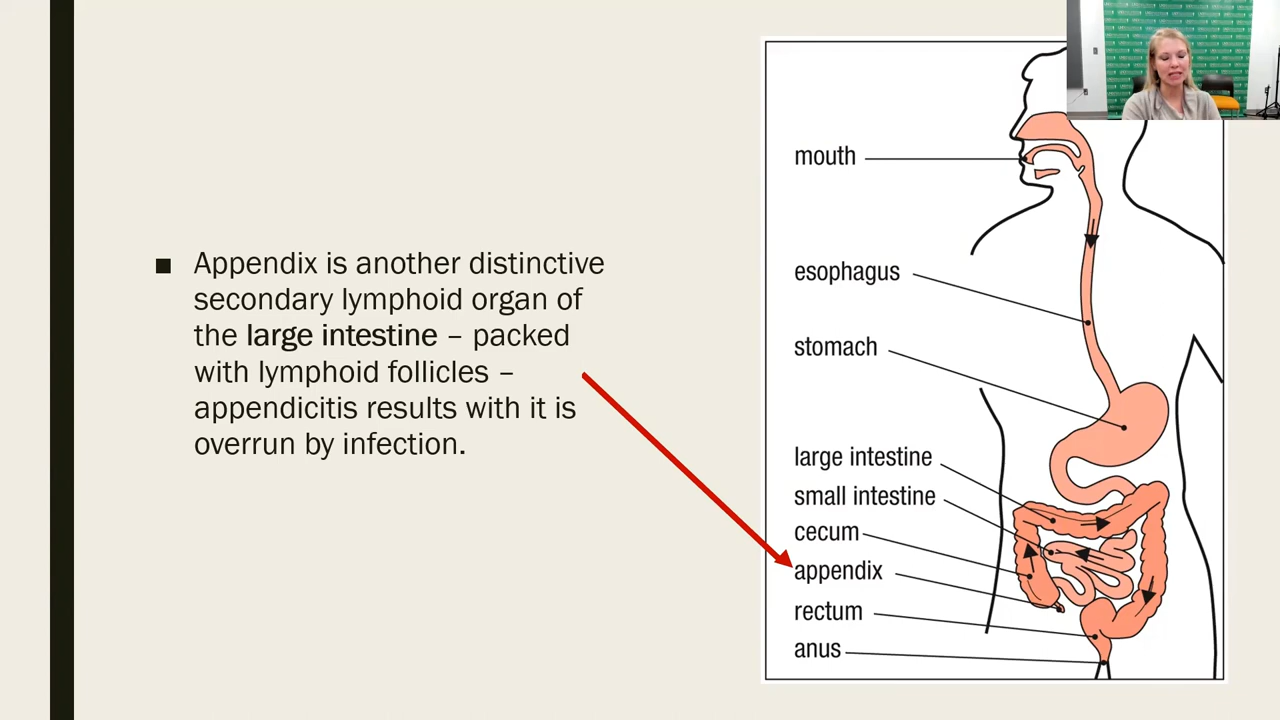 ■ Appendix is another distinctive
secondary lymphoid organ of
the large intestine – packed
with lymphoid follicles –
appendicitis results with it is
overrun by infection.
mouth
esophagus
stomach
large intestine
small intestine
cecum
appendix
rectum
anus